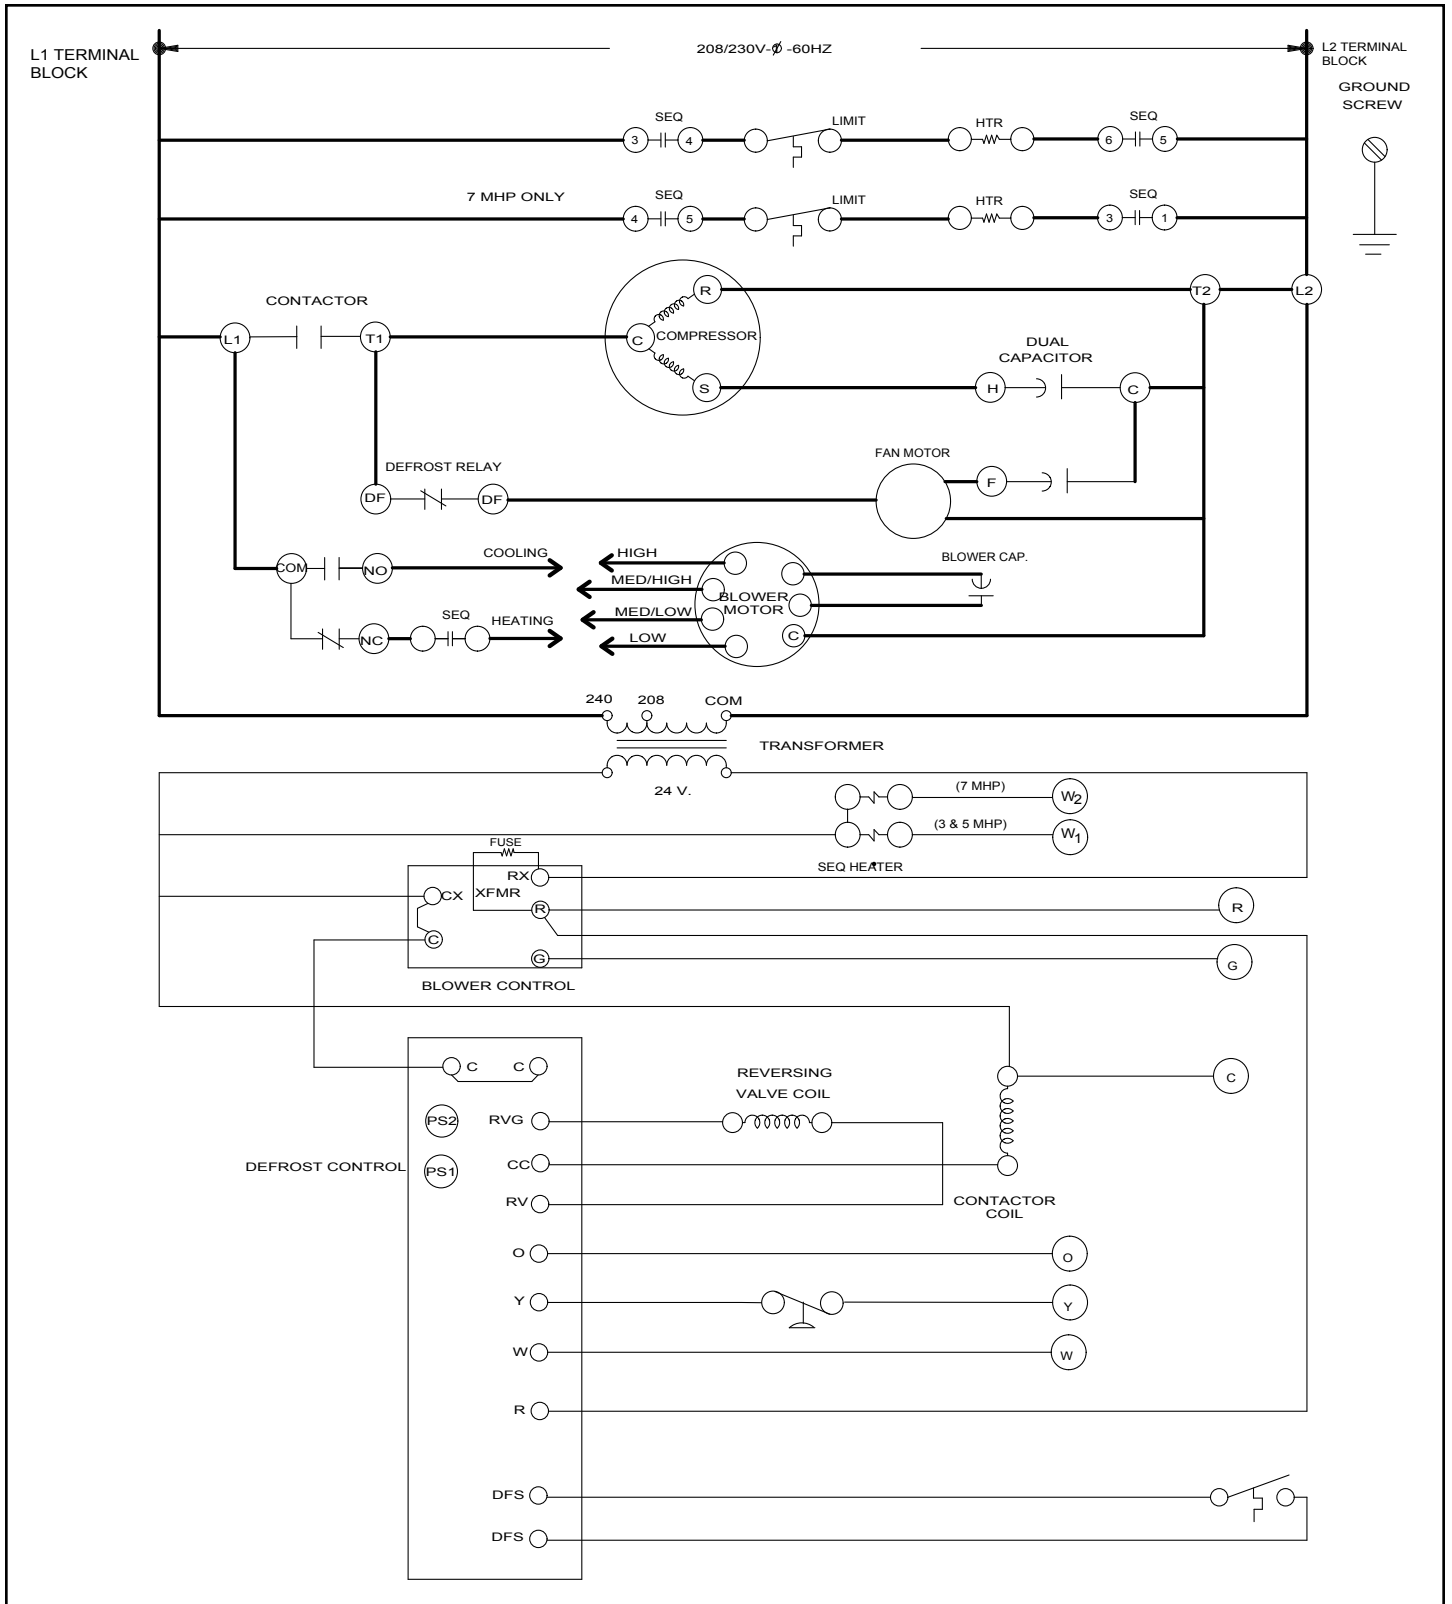 L1 TERMINAL
BLOCK
208/230V-Ø -60HZ
L2 TERMINAL
BLOCK
GROUND
SCREW
SEQ
3
4
LIMIT
HTR
SEQ
6
5
7 MHP ONLY
SEQ
4
5
LIMIT
HTR
SEQ
3
1
CONTACTOR
L1
T1
R
C
COMPRESSOR
S
T2
L2
DUAL
CAPACITOR
H
C
DEFROST RELAY
DF
DF
FAN MOTOR
F
COM
NO
COOLING
HIGH
MED/HIGH
MED/LOW
LOW
BLOWER
MOTOR
C
BLOWER CAP.
NC
SEQ
HEATING
240
208
COM
TRANSFORMER
24 V.
(7 MHP)
W2
(3 & 5 MHP)
W1
SEQ HEATER
FUSE
RX
CX
XFMR
R
C
G
R
G
BLOWER CONTROL
C
C
REVERSING
VALVE COIL
C
PS2
RVG
DEFROST CONTROL
PS1
CC
RV
CONTACTOR
COIL
O
O
Y
Y
W
W
R
DFS
DFS